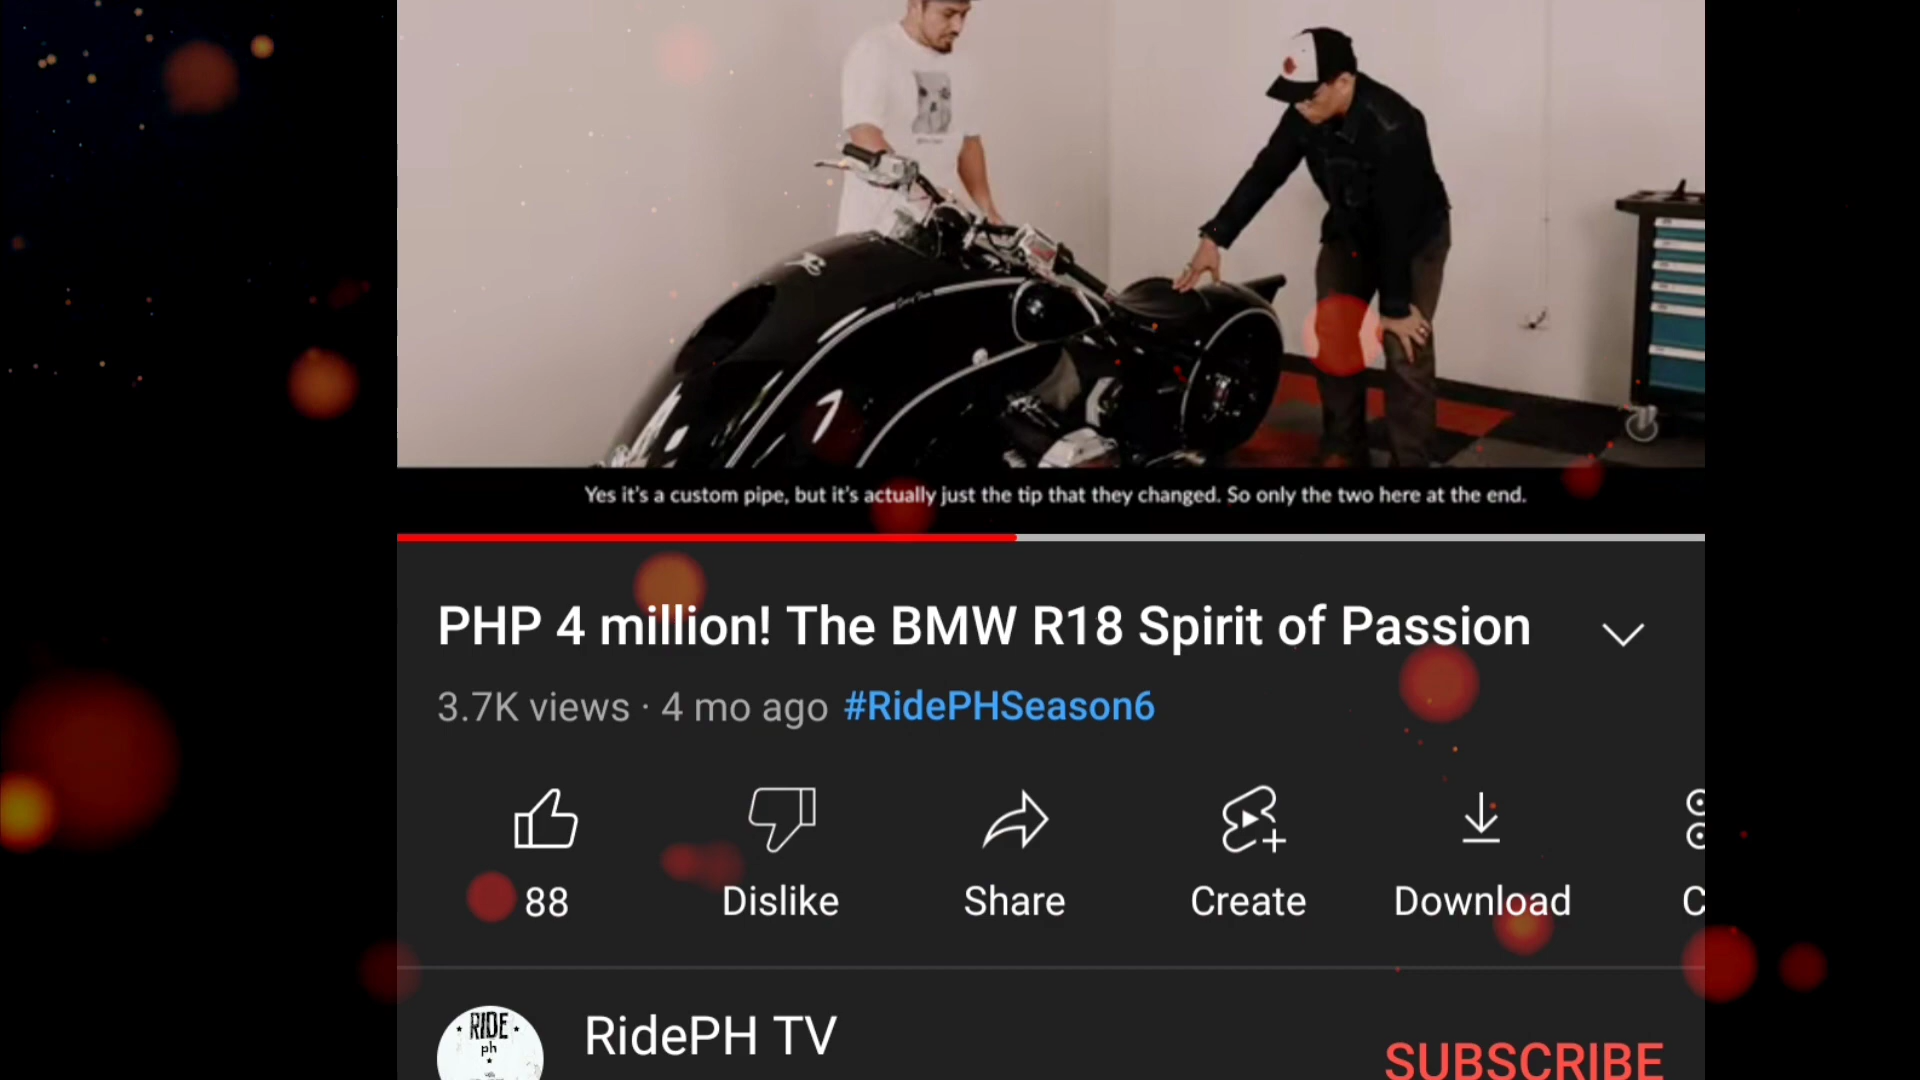 Yes it's a custom pipe, but it's actually just the tip that they changed. So only the two here at the end.
PHP 4 million! The BMW R18 Spirit of Passion
3.7K views · 4 mo ago #RidePHSeason6
88
Dislike
Share
Create
Download
C
RIDE
ph
RidePH TV
SUBSCRIBE